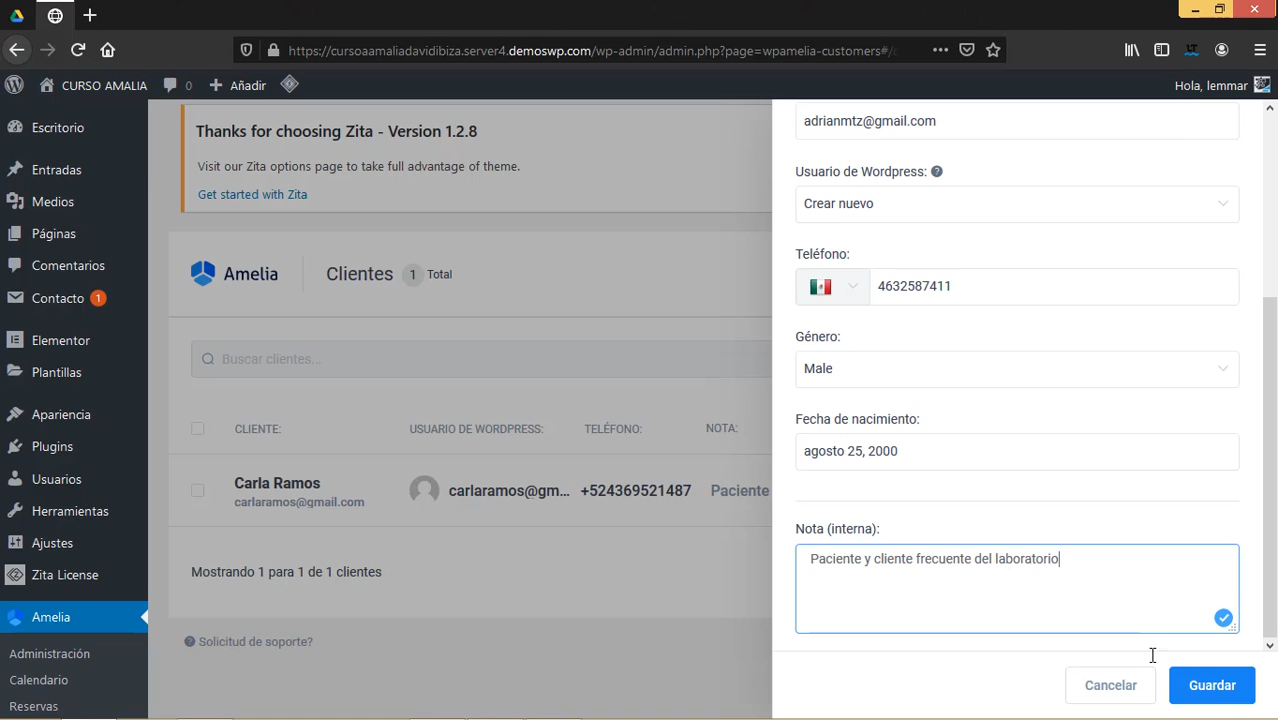 https://cursoaamaliadavidibiza.server4.demoswp.com/wp-admin/admin.php?page=wpamelia-customers#/
CURSO AMALIA
0
Añadir
Hola, lemmar
Escritorio
Entradas
Medios
Páginas
Comentarios
Contacto 1
Elementor
Plantillas
Apariencia
Plugins
Usuarios
Herramientas
Ajustes
Zita License
Amelia
Administración
Calendario
Reservas
Thanks for choosing Zita - Version 1.2.8
Visit our Zita options page to take full advantage of theme.
Get started with Zita
Amelia
Clientes 1 Total
Buscar clientes...
CLIENTE: USUARIO DE WORDPRESS: TELÉFONO: NOTA:
Carla Ramos
carlaramos@gmail.com
carlaramos@gm... +524369521487 Paciente
Mostrando 1 para 1 de 1 clientes
Solicitud de soporte?
adrianmtz@gmail.com
Usuario de Wordpress:
Crear nuevo
Teléfono:
4632587411
Género:
Male
Fecha de nacimiento:
agosto 25, 2000
Nota (interna):
Paciente y cliente frecuente del laboratorio
Cancelar
Guardar